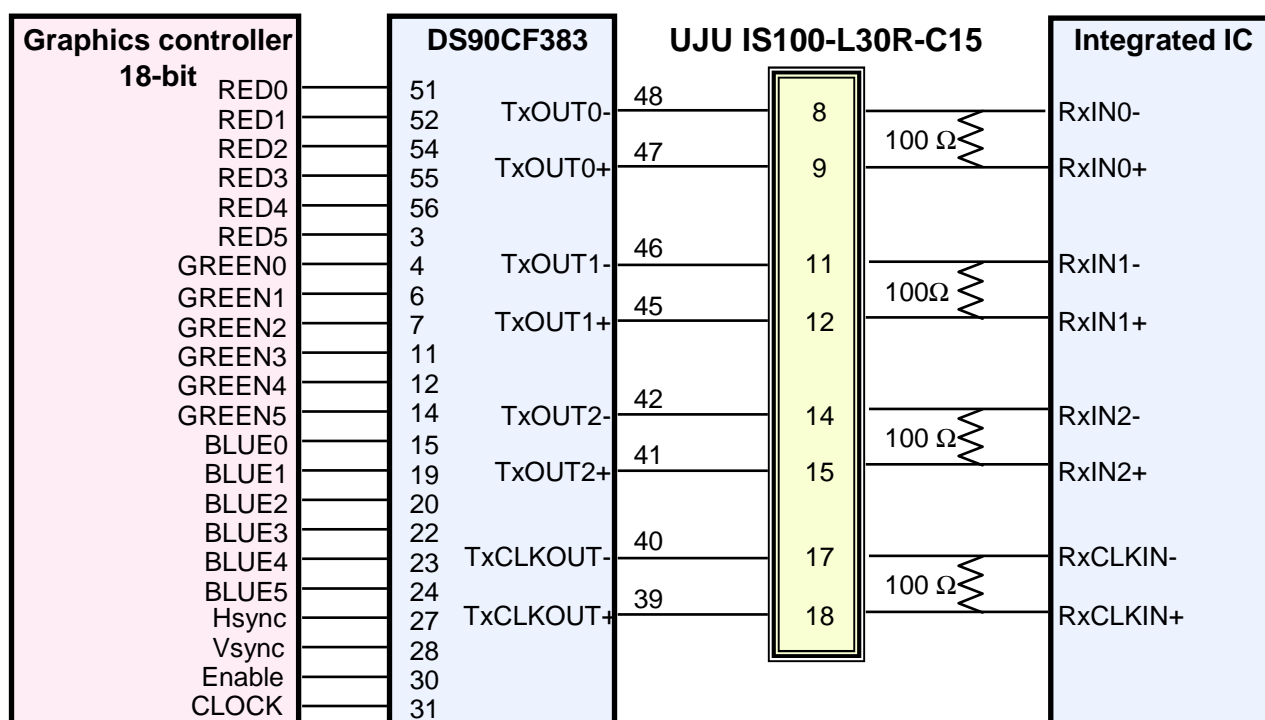 Graphics controller
18-bit
DS90CF383
UJU IS100-L30R-C15
Integrated IC
RED0 51
RED1 52
RED2 54
RED3 55
RED4 56
RED5 3
GREEN0 4
GREEN1 6
GREEN2 7
GREEN3 11
GREEN4 12
GREEN5 14
BLUE0 15
BLUE1 19
BLUE2 20
BLUE3 22
BLUE4 23
BLUE5 24
Hsync 27
Vsync 28
Enable 30
CLOCK 31
TxOUT0- 48 8 RxIN0-
100 Ω
TxOUT0+ 47 9 RxIN0+
TxOUT1- 46 11 RxIN1-
100Ω
TxOUT1+ 45 12 RxIN1+
TxOUT2- 42 14 RxIN2-
100 Ω
TxOUT2+ 41 15 RxIN2+
TxCLKOUT- 40 17 RxCLKIN-
100 Ω
TxCLKOUT+ 39 18 RxCLKIN+